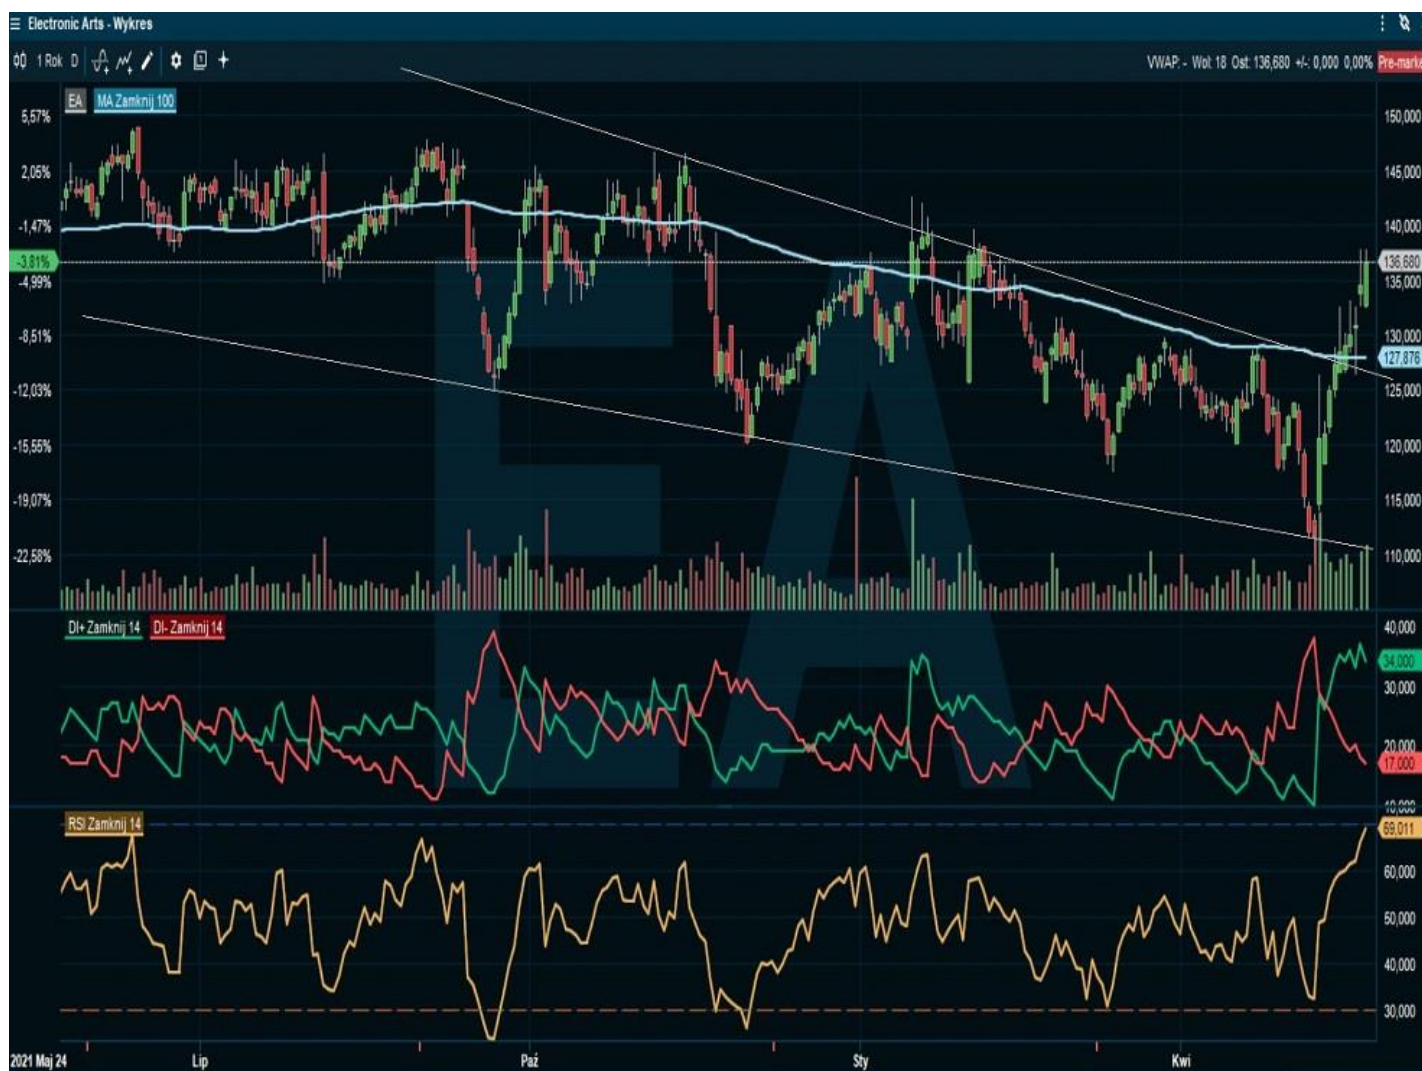 Electronic Arts - Wykres
1 Rok D
VWAP: - Wol: 18 Ost: 136,680 +/-: 0,000 0,00% Pre-marke
EA MA Zamknij 100
5,57% 150,000
2,05% 145,000
-1,47% 140,000
-3,81% 136,680
-4,99% 135,000
-8,51% 130,000
127,876
-12,03% 125,000
-15,55% 120,000
-19,07% 115,000
-22,58% 110,000
EA
DI+ Zamknij 14 DI- Zamknij 14 40,000
34,000
30,000
20,000
17,000
10,000
RSI Zamknij 14 69,011
60,000
50,000
40,000
30,000
2021 Maj 24 Lip Paź Sty Kwi